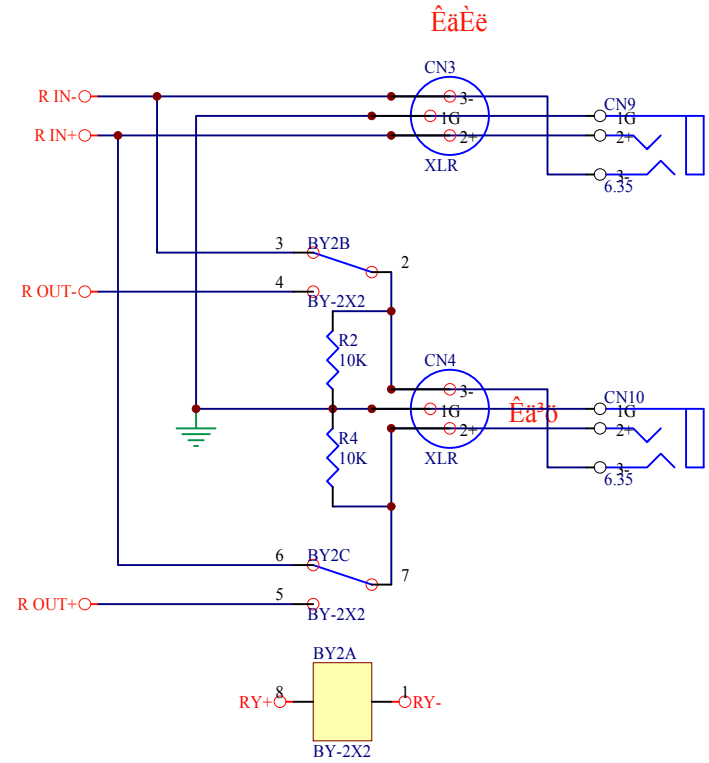 ÊäÈë
CN3
R IN-
3-
CN9
1G
1G
R IN+
2+
2+
XLR
3-
6.35
3
BY2B
2
4
R OUT-
BY-2X2
R2
10K
CN4
3-
CN10
1G
Êä³ö
1G
R4
2+
2+
10K
XLR
3-
6.35
6
BY2C
7
5
R OUT+
BY-2X2
BY2A
RY+
8
1
RY-
BY-2X2